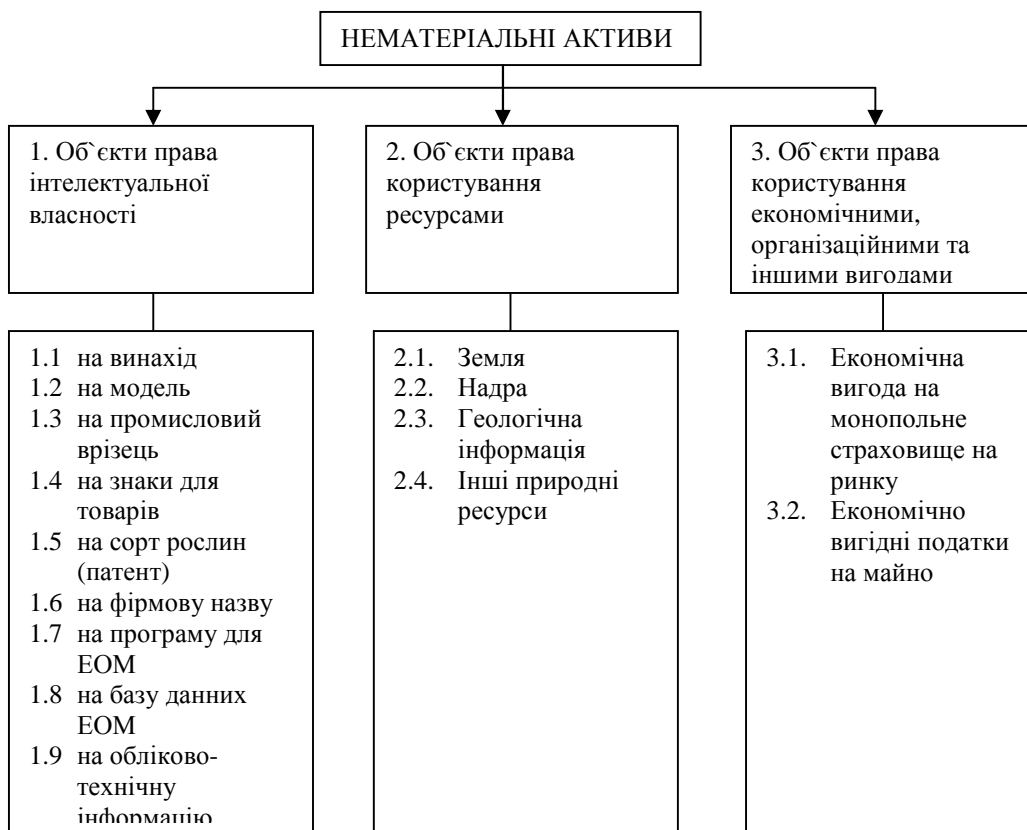 НЕМАТЕРІАЛЬНІ АКТИВИ
1. Об`єкти права
інтелектуальної
власності
2. Об`єкти права
користування
ресурсами
3. Об`єкти права
користування
економічними,
організаційними та
іншими вигодами
1.1 на винахід
1.2 на модель
1.3 на промисловий
врізець
1.4 на знаки для
товарів
1.5 на сорт рослин
(патент)
1.6 на фірмову назву
1.7 на програму для
ЕОМ
1.8 на базу данних
ЕОМ
1.9 на обліково-
технічну
інформацію
2.1. Земля
2.2. Надра
2.3. Геологічна
інформація
2.4. Інші природні
ресурси
3.1. Економічна
вигода на
монопольне
страховище на
ринку
3.2. Економічно
вигідні податки
на майно